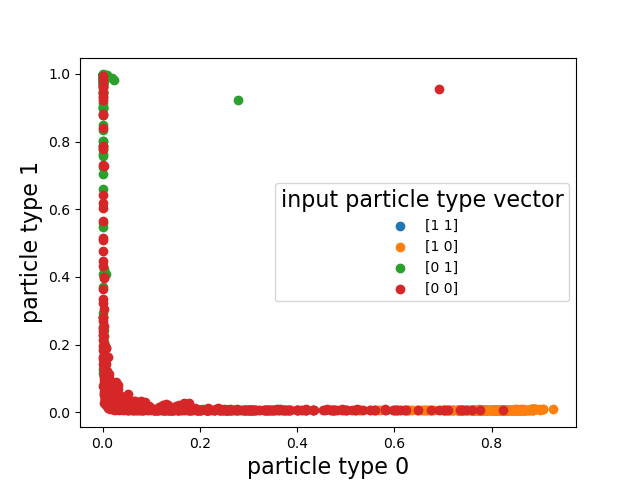 1.0
0.8
0.6
0.4
0.2
0.0
particle type 1
input particle type vector
[1 1]
[1 0]
[0 1]
[0 0]
0.0 0.2 0.4 0.6 0.8
particle type 0